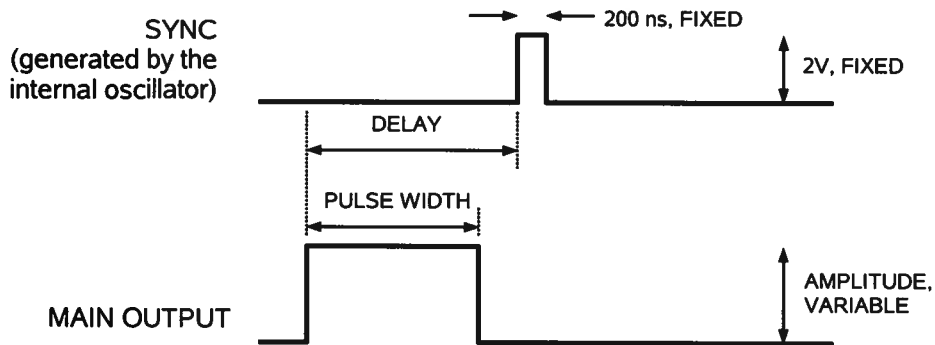 SYNC
(generated by the
internal oscillator)
200 ns, FIXED
2V, FIXED
DELAY
PULSE WIDTH
MAIN OUTPUT
AMPLITUDE,
VARIABLE